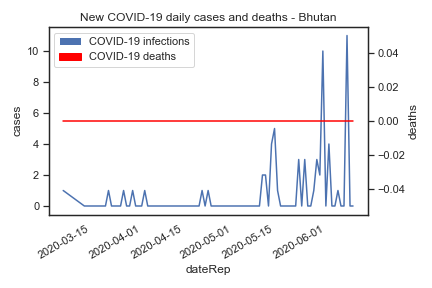 New COVID-19 daily cases and deaths - Bhutan
COVID-19 infections
COVID-19 deaths
cases
10
8
6
4
2
0
deaths
0.04
0.02
0.00
−0.02
−0.04
2020-03-15
2020-04-01
2020-04-15
2020-05-01
2020-05-15
2020-06-01
dateRep